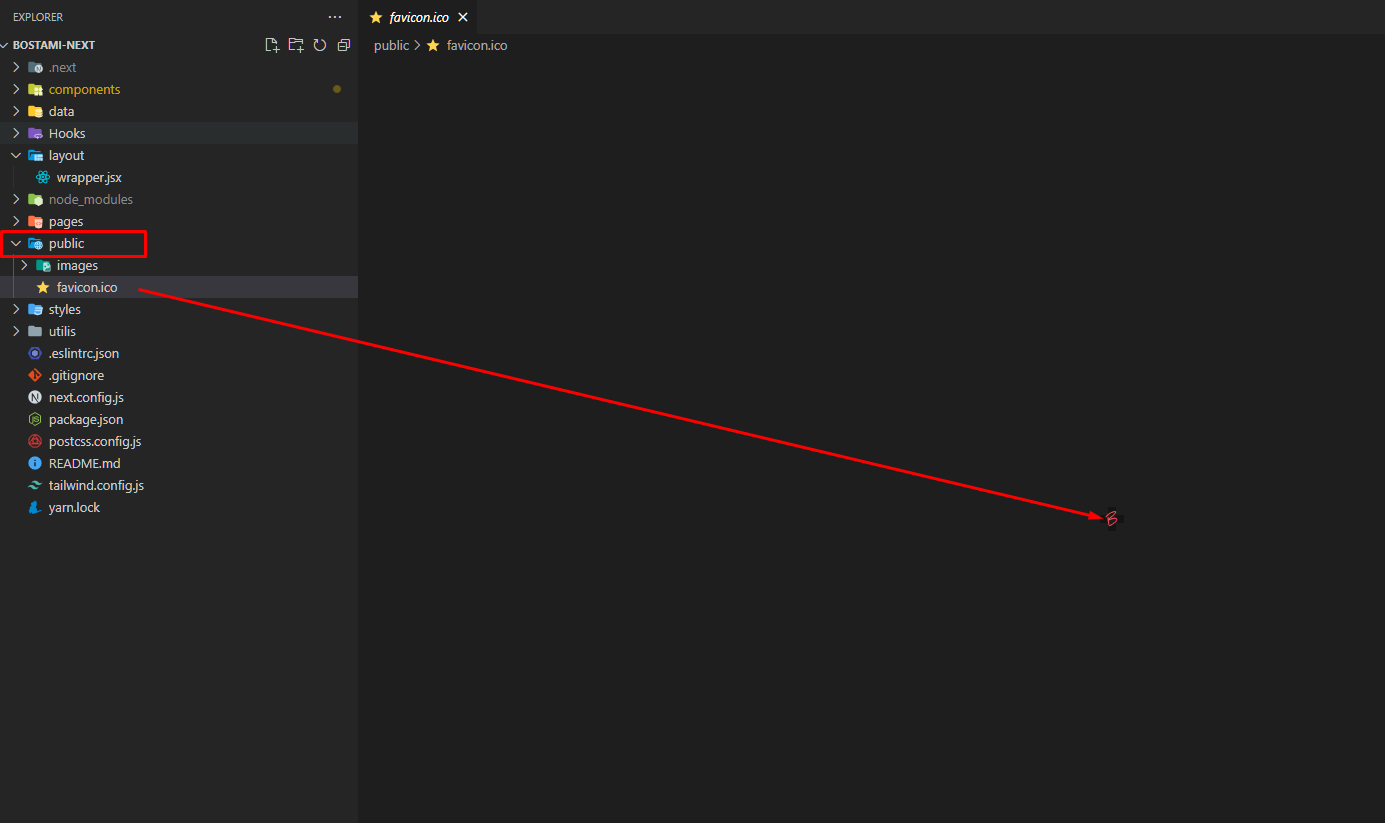 EXPLORER
BOSTAMI-NEXT
.next
components
data
Hooks
layout
wrapper.jsx
node_modules
pages
public
images
favicon.ico
styles
utilis
.eslintrc.json
.gitignore
next.config.js
package.json
postcss.config.js
README.md
tailwind.config.js
yarn.lock
favicon.ico
public > favicon.ico
B